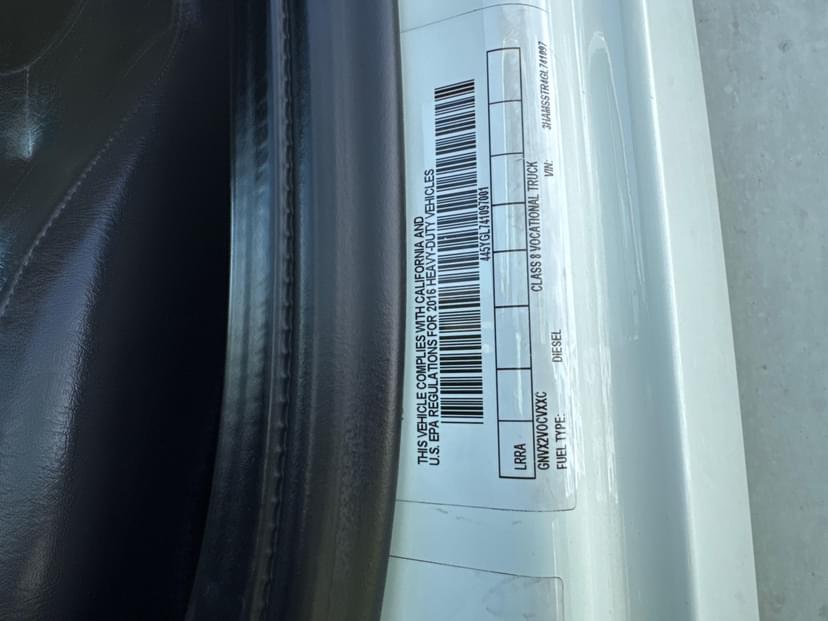 THIS VEHICLE COMPLIES WITH CALIFORNIA AND
U.S. EPA REGULATIONS FOR 2016 HEAVY-DUTY VEHICLES
445YGL741097001
LRRA
GNVX2VOCVXXC CLASS 8 VOCATIONAL TRUCK
FUEL TYPE: DIESEL VIN: 3HAMSSTR4GL741097